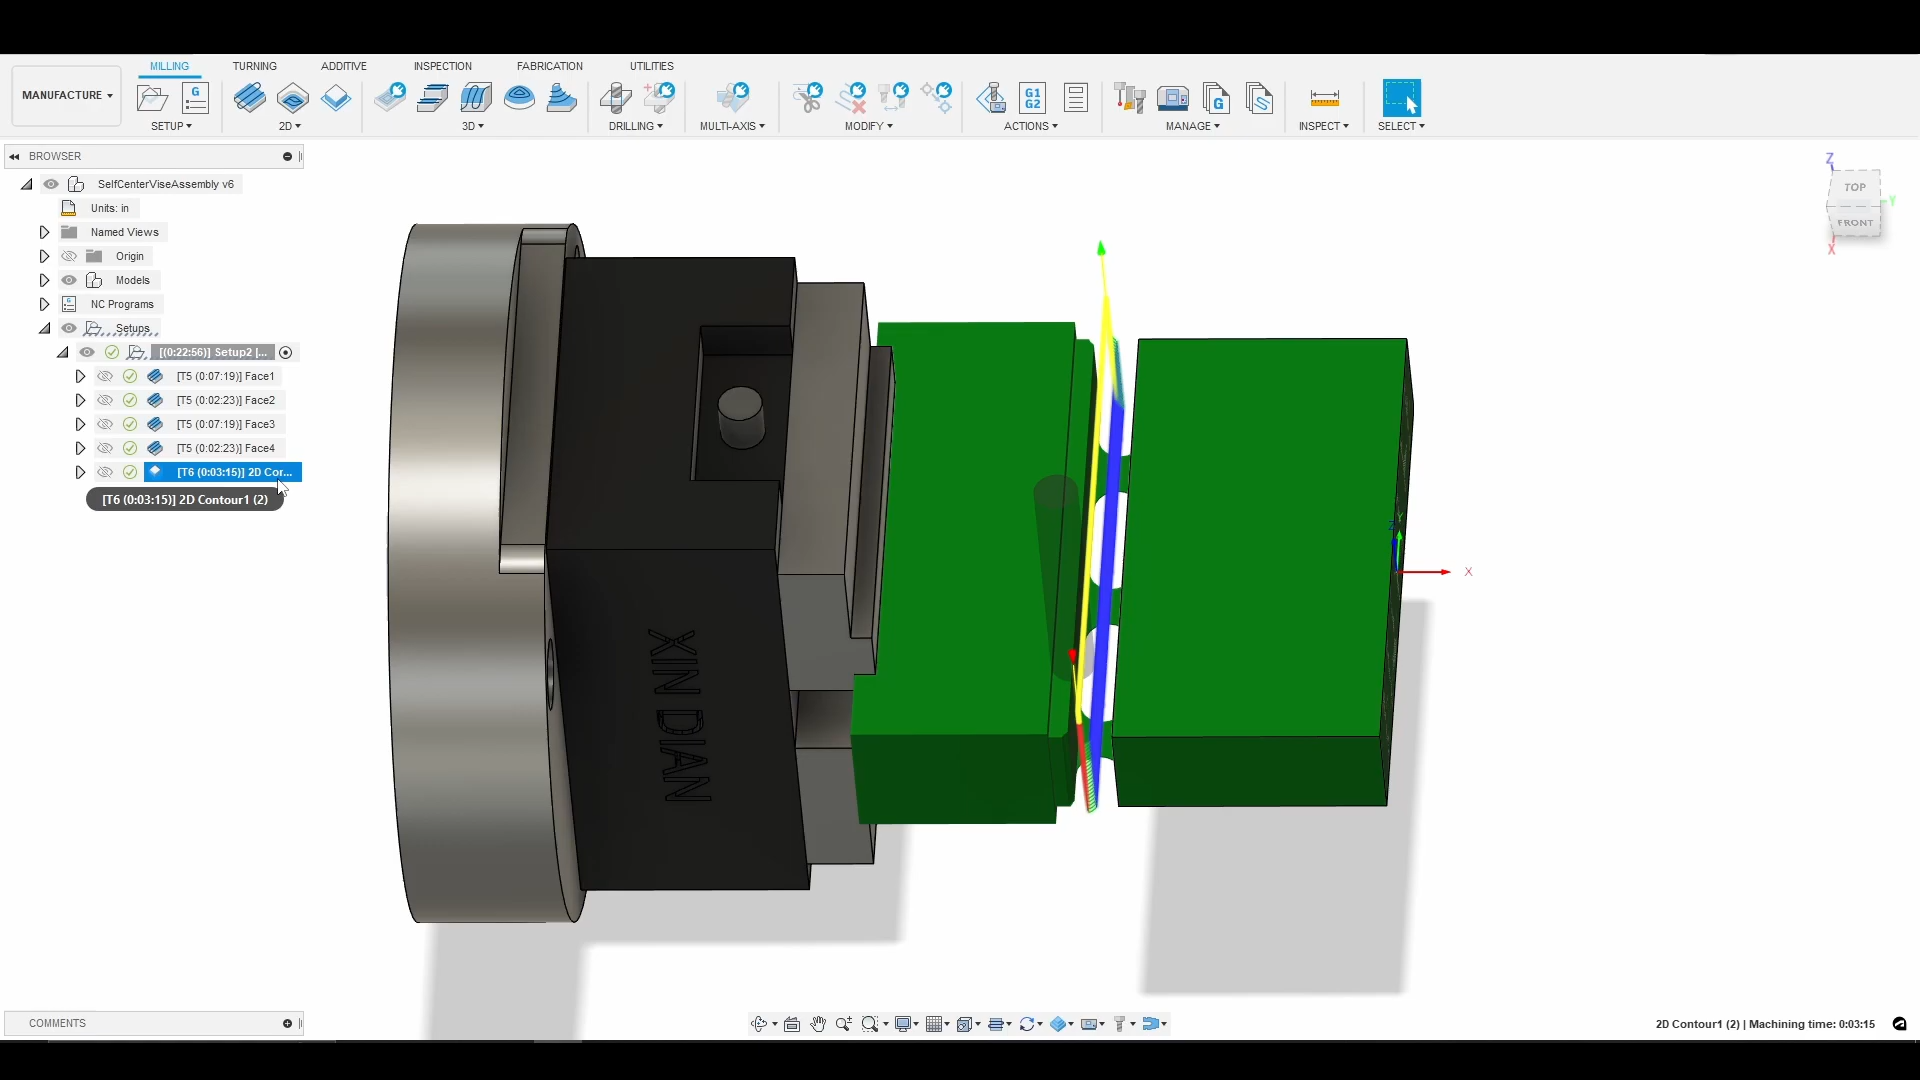 MILLING TURNING ADDITIVE INSPECTION FABRICATION UTILITIES
MANUFACTURE
G G1 G2 G
SETUP 2D 3D DRILLING MULTI-AXIS MODIFY ACTIONS MANAGE INSPECT SELECT
BROWSER
SelfCenterViseAssembly v6
Units: in
Named Views
Origin
Models
NC Programs
Setups
[(0:22:56)] Setup2 |...
[T5 (0:07:19)] Face1
[T5 (0:02:23)] Face2
[T5 (0:07:19)] Face3
[T5 (0:02:23)] Face4
[T6 (0:03:15)] 2D Cor...
[T6 (0:03:15)] 2D Contour1 (2)
Z
TOP
Y
FRONT
X
XIN DIAN
Z Y
X
COMMENTS
2D Contour1 (2) | Machining time: 0:03:15